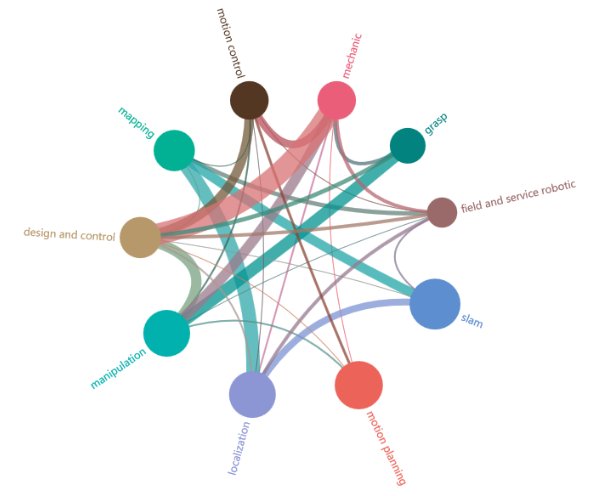 motion control
mechanic
grasp
mapping
field and service robotic
design and control
slam
manipulation
localization
motion planning